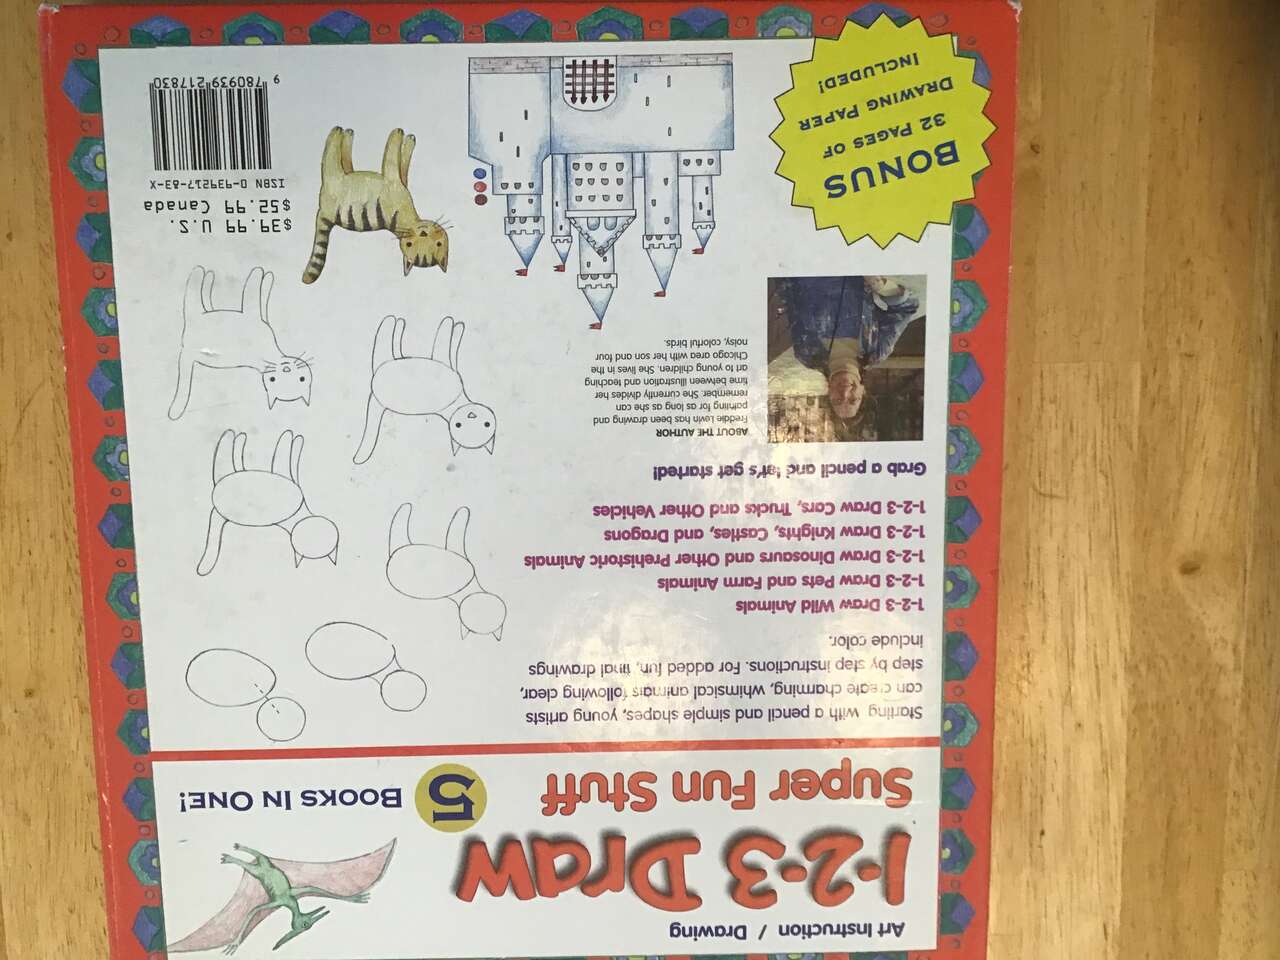 Art Instruction / Drawing
1-2-3 Draw
Super Fun Stuff
5 BOOKS IN ONE!
Starting with a pencil and simple shapes, young artists
can create charming, whimsical animals following clear,
step by step instructions. For added fun, final drawings
include color.
1-2-3 Draw Wild Animals
1-2-3 Draw Pets and Farm Animals
1-2-3 Draw Dinosaurs and Other Prehistoric Animals
1-2-3 Draw Knights, Castles, and Dragons
1-2-3 Draw Cars, Trucks and Other Vehicles
Grab a pencil and let's get started!
ABOUT THE AUTHOR
Freddie Levin has been drawing and
painting for as long as she can
remember. She currently divides her
time between illustration and teaching
art to young children. She lives in the
Chicago area with her son and four
noisy, colorful birds.
BONUS
32 PAGES OF
DRAWING PAPER
INCLUDED!
$39.99 U.S.
$52.99 Canada
ISBN 0-939217-83-X
9 780939 217830